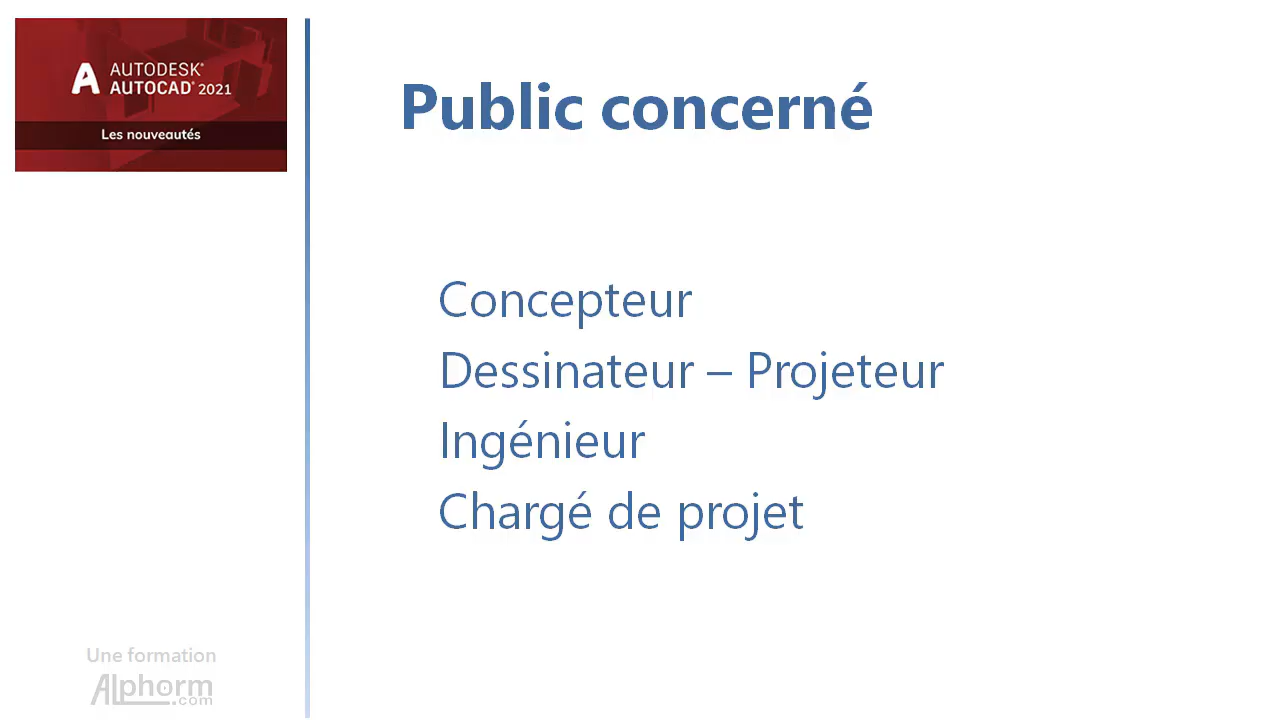 AUTODESK®
AUTOCAD® 2021
Les nouveautés
Public concerné
Concepteur
Dessinateur – Projeteur
Ingénieur
Chargé de projet
Une formation
Alphorm
.com